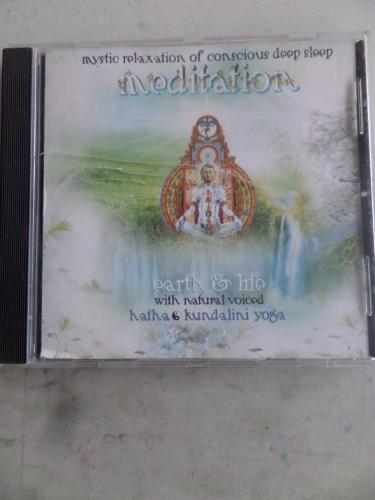 mystic relaxation of conscious deep sleep
meditation
earth & life
with natural voiced
hatha kundalini yoga